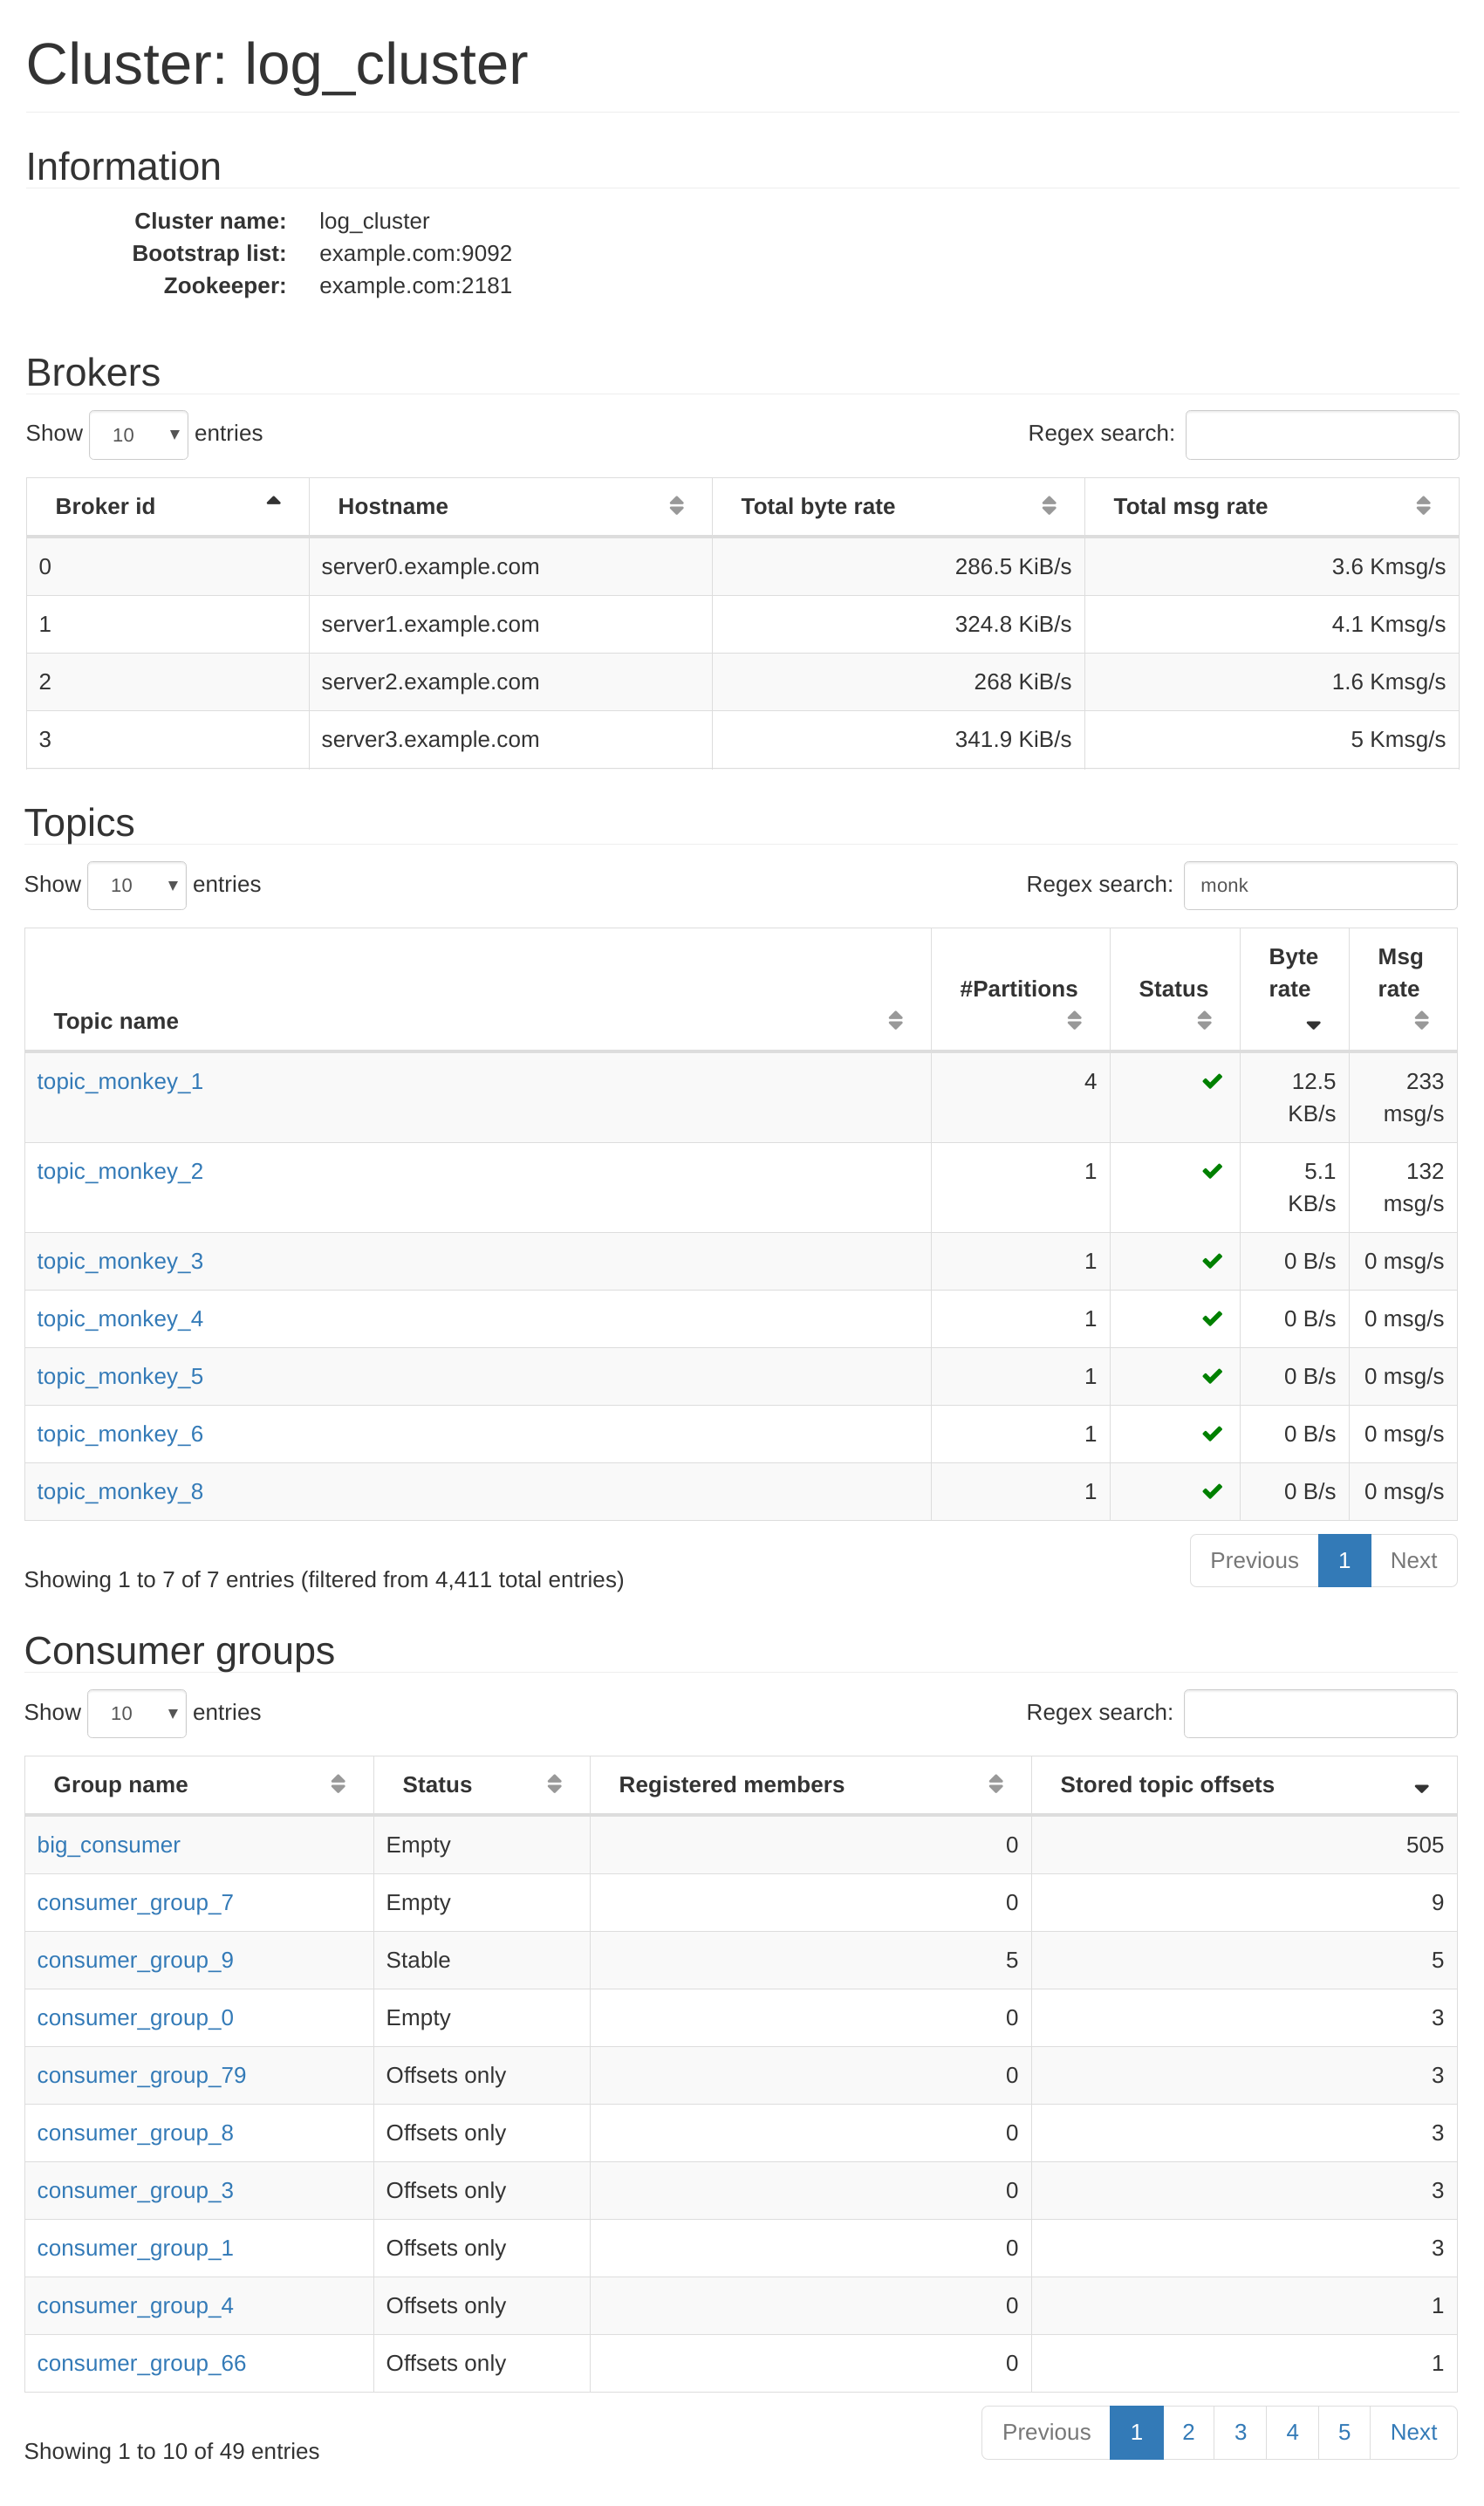 Cluster: log_cluster
Information
Cluster name: log_cluster
Bootstrap list: example.com:9092
Zookeeper: example.com:2181
Brokers
Show 10 entries Regex search:
Broker id Hostname Total byte rate Total msg rate
0 server0.example.com 286.5 KiB/s 3.6 Kmsg/s
1 server1.example.com 324.8 KiB/s 4.1 Kmsg/s
2 server2.example.com 268 KiB/s 1.6 Kmsg/s
3 server3.example.com 341.9 KiB/s 5 Kmsg/s
Topics
Show 10 entries Regex search: monk
Topic name #Partitions Status Byte rate Msg rate
topic_monkey_1 4 12.5 KB/s 233 msg/s
topic_monkey_2 1 5.1 KB/s 132 msg/s
topic_monkey_3 1 0 B/s 0 msg/s
topic_monkey_4 1 0 B/s 0 msg/s
topic_monkey_5 1 0 B/s 0 msg/s
topic_monkey_6 1 0 B/s 0 msg/s
topic_monkey_8 1 0 B/s 0 msg/s
Showing 1 to 7 of 7 entries (filtered from 4,411 total entries) Previous 1 Next
Consumer groups
Show 10 entries Regex search:
Group name Status Registered members Stored topic offsets
big_consumer Empty 0 505
consumer_group_7 Empty 0 9
consumer_group_9 Stable 5 5
consumer_group_0 Empty 0 3
consumer_group_79 Offsets only 0 3
consumer_group_8 Offsets only 0 3
consumer_group_3 Offsets only 0 3
consumer_group_1 Offsets only 0 3
consumer_group_4 Offsets only 0 1
consumer_group_66 Offsets only 0 1
Showing 1 to 10 of 49 entries Previous 1 2 3 4 5 Next